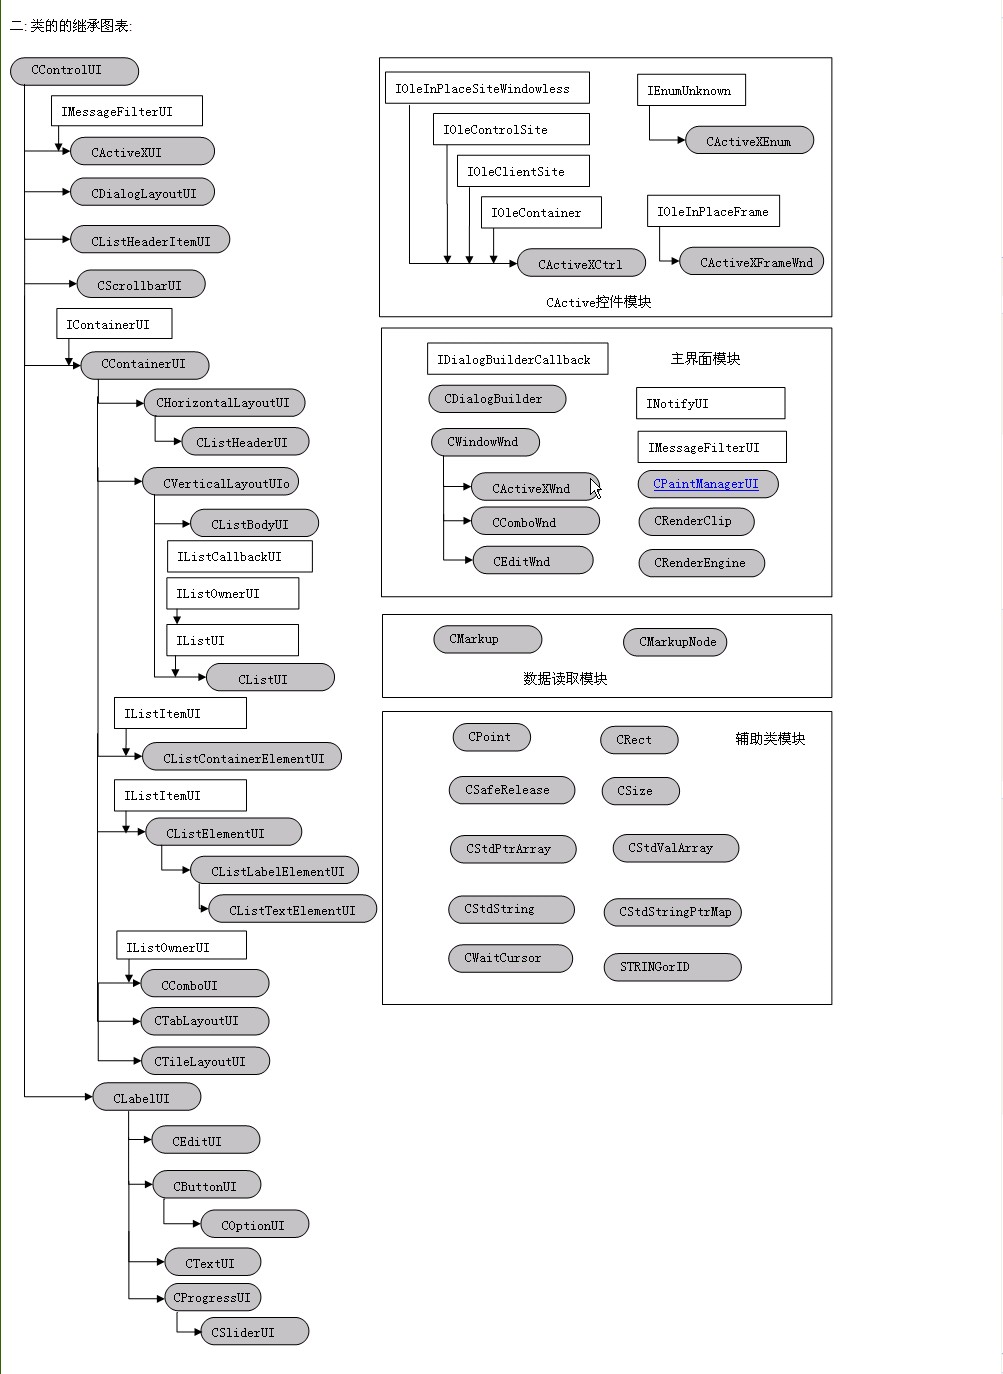 二: 类的的继承图表:
CControlUI
IMessageFilterUI
CActiveXUI
CDialogLayoutUI
CListHeaderItemUI
CScrollbarUI
IContainerUI
CContainerUI
CHorizontalLayoutUI
CListHeaderUI
CVerticalLayoutUIo
CListBodyUI
IListCallbackUI
IListOwnerUI
IListUI
CListUI
IListItemUI
CListContainerElementUI
IListItemUI
CListElementUI
CListLabelElementUI
CListTextElementUI
IListOwnerUI
CComboUI
CTabLayoutUI
CTileLayoutUI
CLabelUI
CEditUI
CButtonUI
COptionUI
CTextUI
CProgressUI
CSliderUI
IOleInPlaceSiteWindowless
IOleControlSite
IOleClientSite
IOleContainer
CActiveXCtrl
IEnumUnknown
CActiveXEnum
IOleInPlaceFrame
CActiveXFrameWnd
CActive控件模块
IDialogBuilderCallback
主界面模块
CDialogBuilder
INotifyUI
CWindowWnd
IMessageFilterUI
CActiveXWnd
CPaintManagerUI
CComboWnd
CRenderClip
CEditWnd
CRenderEngine
CMarkup
CMarkupNode
数据读取模块
CPoint
CRect
辅助类模块
CSafeRelease
CSize
CStdPtrArray
CStdValArray
CStdString
CStdStringPtrMap
CWaitCursor
STRINGorID